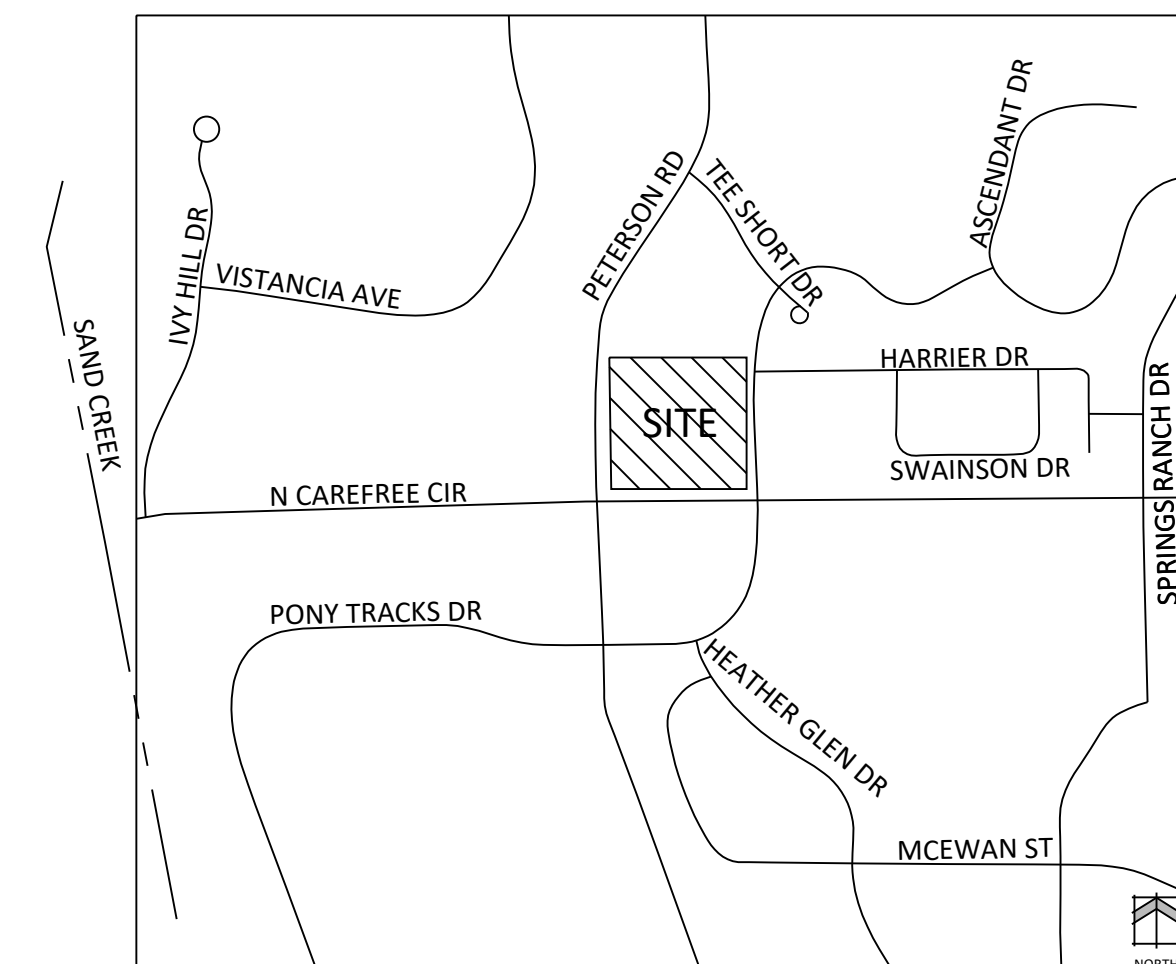 ASCENDANT DR
PETERSON RD
TEE SHORT DR
IVY HILL DR
VISTANCIA AVE
SAND CREEK
HARRIER DR
SITE
SWAINSON DR
SPRINGS RANCH DR
N CAREFREE CIR
PONY TRACKS DR
HEATHER GLEN DR
MCEWAN ST
NORTH